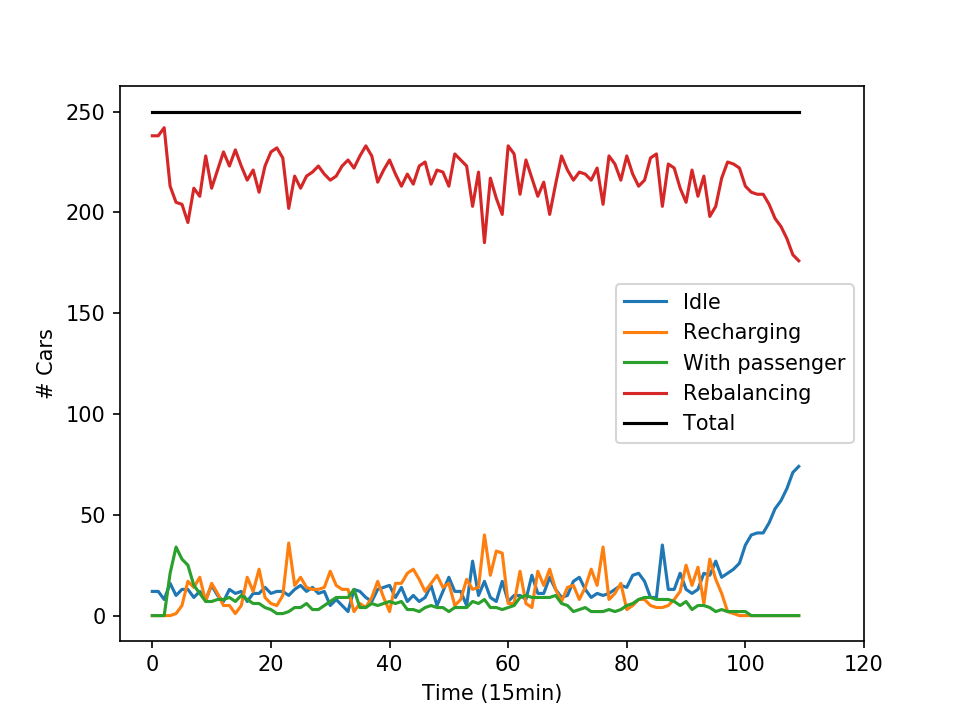 250
200
150
100
50
0
# Cars
Idle
Recharging
With passenger
Rebalancing
Total
0 20 40 60 80 100 120
Time (15min)